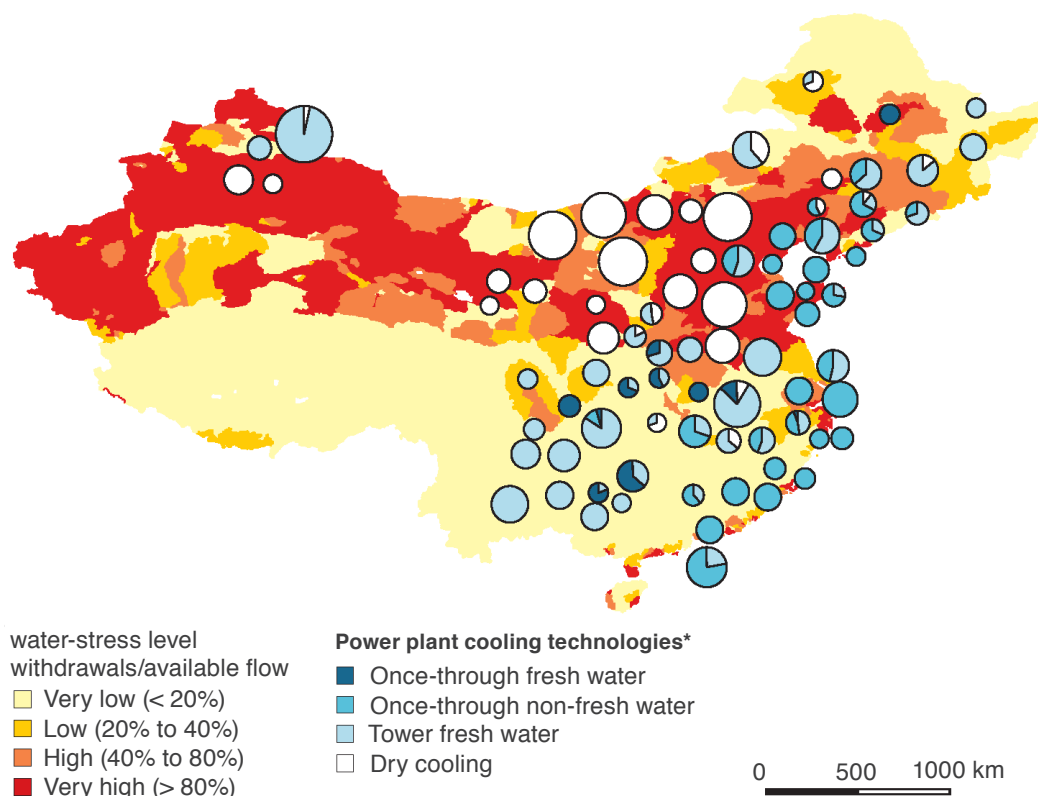 water-stress level
withdrawals/available flow
Very low (< 20%)
Low (20% to 40%)
High (40% to 80%)
Very high (> 80%)
Power plant cooling technologies*
Once-through fresh water
Once-through non-fresh water
Tower fresh water
Dry cooling
0 500 1000 km